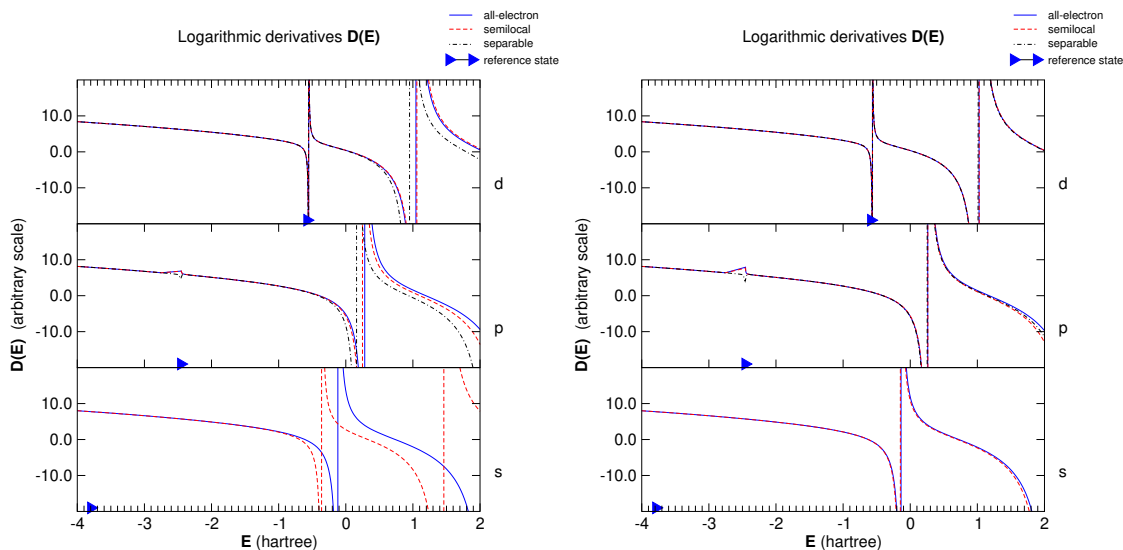 Logarithmic derivatives D(E)
all-electron
semilocal
separable
reference state
10.0
0.0
-10.0
d
10.0
0.0
-10.0
p
10.0
0.0
-10.0
s
D(E) (arbitrary scale)
-4 -3 -2 -1 0 1 2
E (hartree)
Logarithmic derivatives D(E)
all-electron
semilocal
separable
reference state
10.0
0.0
-10.0
d
10.0
0.0
-10.0
p
10.0
0.0
-10.0
s
D(E) (arbitrary scale)
-4 -3 -2 -1 0 1 2
E (hartree)